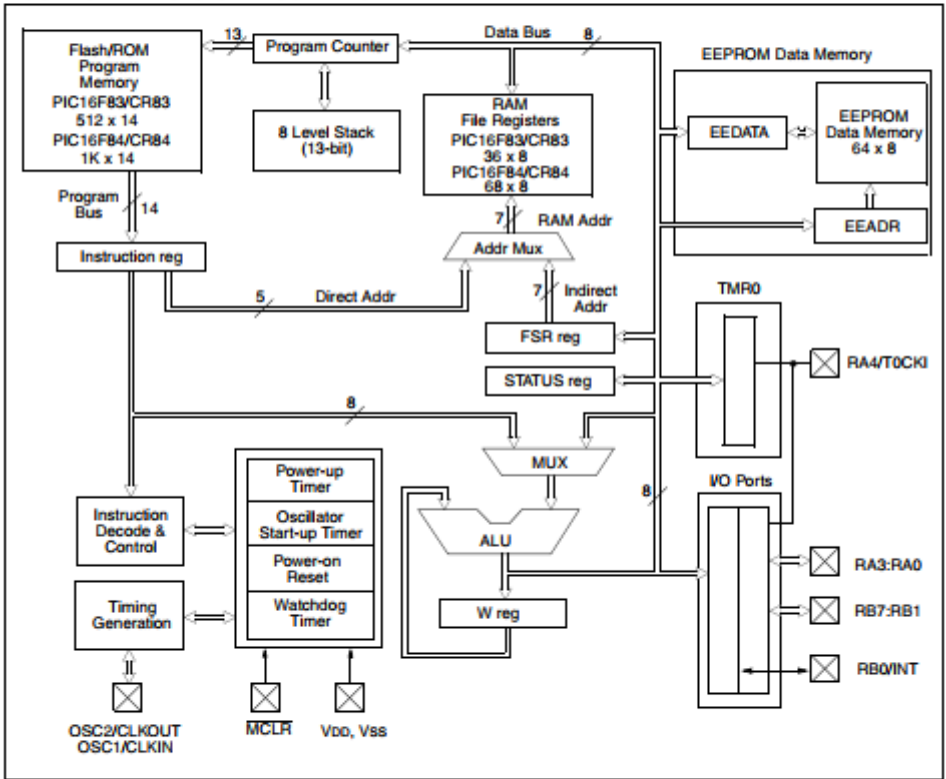 Flash/ROM
Program
Memory
PIC16F83/CR83
512 x 14
PIC16F84/CR84
1K x 14
13
Program Counter
Data Bus
8
8 Level Stack
(13-bit)
RAM
File Registers
PIC16F83/CR83
36 x 8
PIC16F84/CR84
68 x 8
EEPROM Data Memory
EEDATA
EEPROM
Data Memory
64 x 8
EEADR
Program
Bus
14
7
RAM Addr
Addr Mux
Instruction reg
5
Direct Addr
7
Indirect
Addr
FSR reg
STATUS reg
TMR0
RA4/T0CKI
8
MUX
Power-up
Timer
Oscillator
Start-up Timer
Power-on
Reset
Watchdog
Timer
Instruction
Decode &
Control
Timing
Generation
ALU
8
W reg
I/O Ports
RA3:RA0
RB7:RB1
RB0/INT
OSC2/CLKOUT
OSC1/CLKIN
MCLR
VDD, VSS